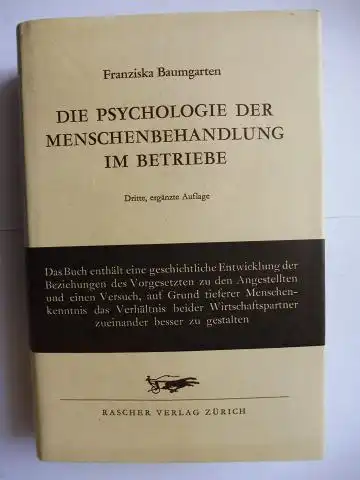 Franziska Baumgarten
DIE PSYCHOLOGIE DER
MENSCHENBEHANDLUNG
IM BETRIEBE
Dritte, ergänzte Auflage
Das Buch enthält eine geschichtliche Entwicklung der
Beziehungen des Vorgesetzten zu den Angestellten
und einen Versuch, auf Grund tieferer Menschen-
kenntnis das Verhältnis beider Wirtschaftspartner
zueinander besser zu gestalten
RASCHER VERLAG ZÜRICH